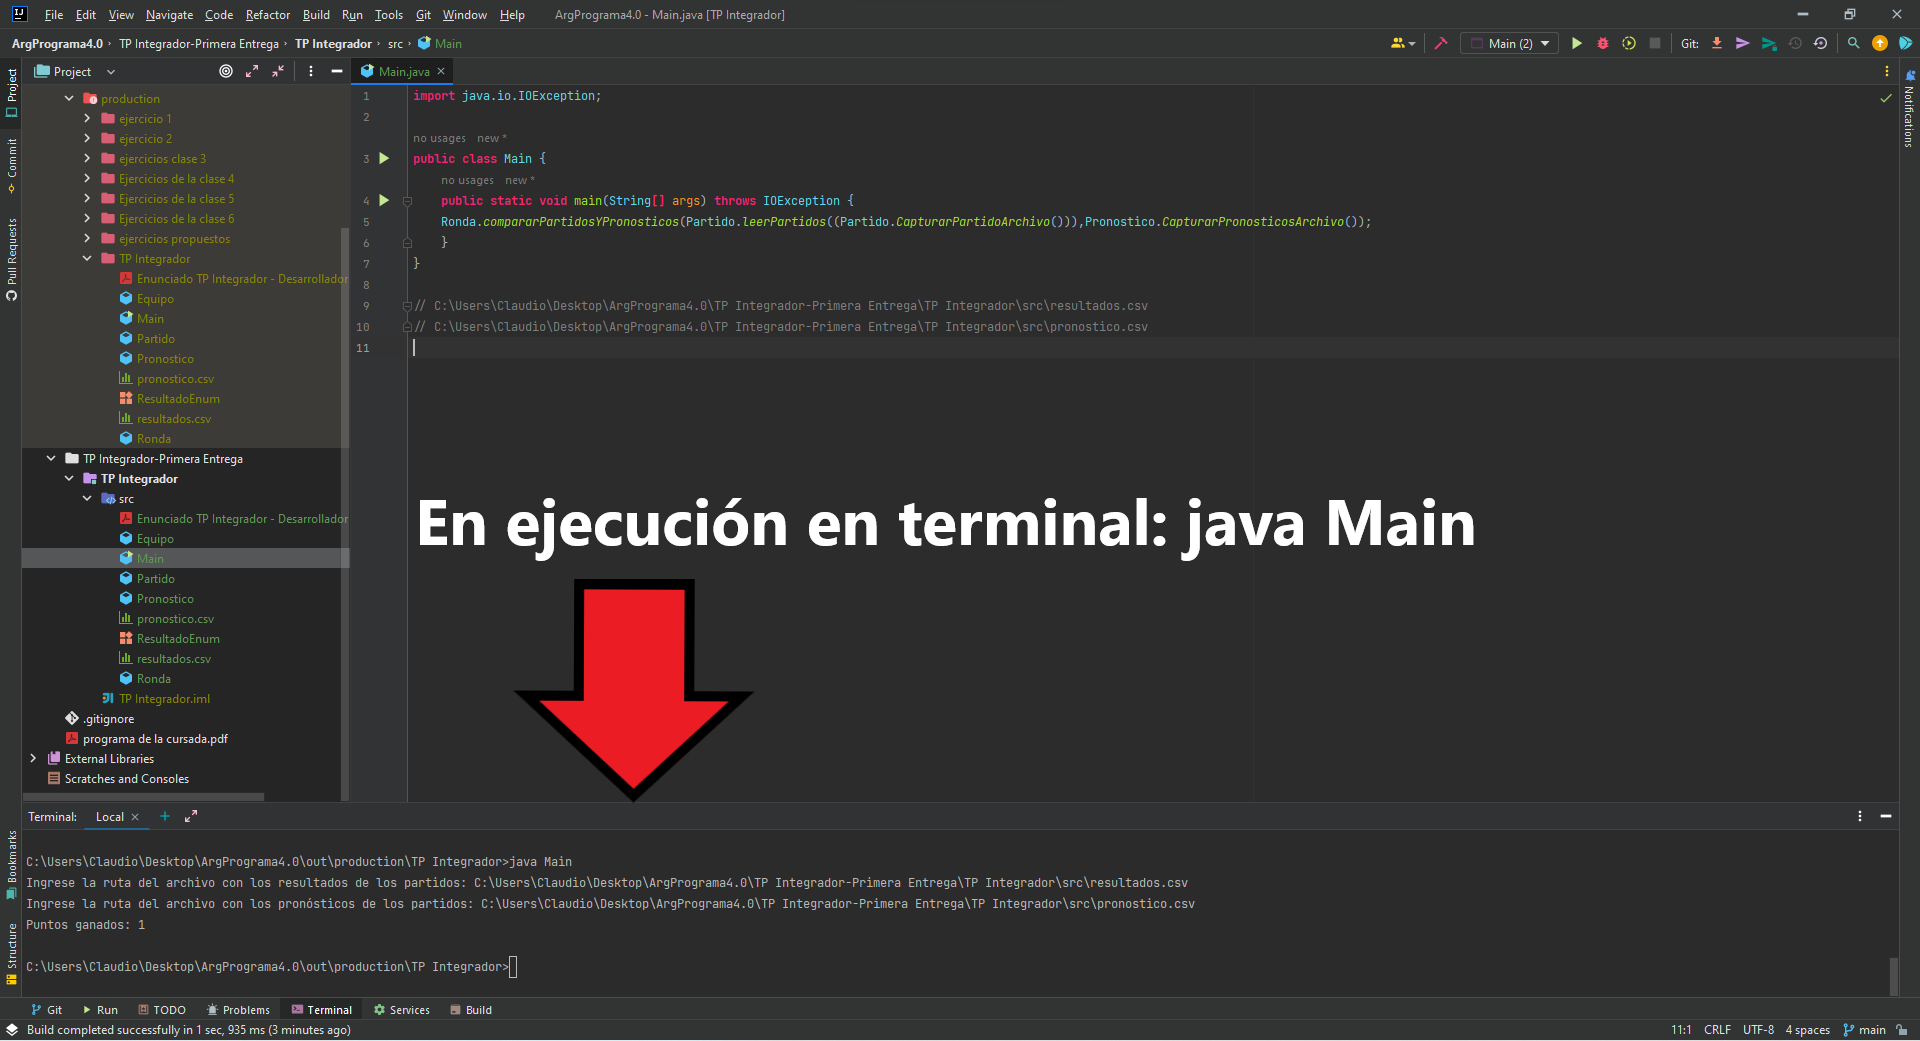 File Edit View Navigate Code Refactor Build Run Tools Git Window Help ArgPrograma4.0 - Main.java [TP Integrador]
ArgPrograma4.0 TP Integrador-Primera Entrega TP Integrador src Main
Main (2) Git:
Project
Main.java
Project
Commit
Pull Requests
Bookmarks
Structure
Notifications
production
ejercicio 1
ejercicio 2
ejercicios clase 3
Ejercicios de la clase 4
Ejercicios de la clase 5
Ejercicios de la clase 6
ejercicios propuestos
TP Integrador
Enunciado TP Integrador - Desarrollador
Equipo
Main
Partido
Pronostico
pronostico.csv
ResultadoEnum
resultados.csv
Ronda
TP Integrador-Primera Entrega
TP Integrador
src
Enunciado TP Integrador - Desarrollador
Equipo
Main
Partido
Pronostico
pronostico.csv
ResultadoEnum
resultados.csv
Ronda
TP Integrador.iml
.gitignore
programa de la cursada.pdf
External Libraries
Scratches and Consoles
1 import java.io.IOException;
2
no usages new *
3 public class Main {
no usages new *
4 public static void main(String[] args) throws IOException {
5 Ronda.compararPartidosYPronosticos(Partido.leerPartidos((Partido.CapturarPartidoArchivo())),Pronostico.CapturarPronosticosArchivo());
6 }
7 }
8
9 // C:\Users\Claudio\Desktop\ArgPrograma4.0\TP Integrador-Primera Entrega\TP Integrador\src\resultados.csv
10 // C:\Users\Claudio\Desktop\ArgPrograma4.0\TP Integrador-Primera Entrega\TP Integrador\src\pronostico.csv
11
En ejecución en terminal: java Main
Terminal: Local
C:\Users\Claudio\Desktop\ArgPrograma4.0\out\production\TP Integrador>java Main
Ingrese la ruta del archivo con los resultados de los partidos: C:\Users\Claudio\Desktop\ArgPrograma4.0\TP Integrador-Primera Entrega\TP Integrador\src\resultados.csv
Ingrese la ruta del archivo con los pronósticos de los partidos: C:\Users\Claudio\Desktop\ArgPrograma4.0\TP Integrador-Primera Entrega\TP Integrador\src\pronostico.csv
Puntos ganados: 1
C:\Users\Claudio\Desktop\ArgPrograma4.0\out\production\TP Integrador>
Git Run TODO Problems Terminal Services Build
Build completed successfully in 1 sec, 935 ms (3 minutes ago) 11:1 CRLF UTF-8 4 spaces main